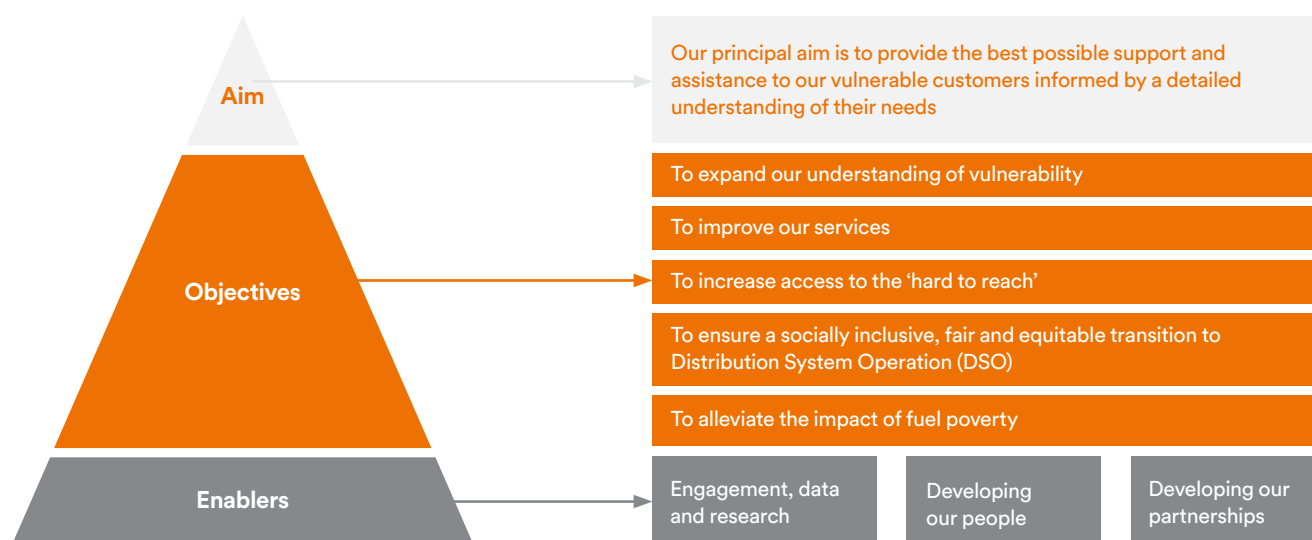 Aim
Our principal aim is to provide the best possible support and
assistance to our vulnerable customers informed by a detailed
understanding of their needs
Objectives
To expand our understanding of vulnerability
To improve our services
To increase access to the ‘hard to reach’
To ensure a socially inclusive, fair and equitable transition to
Distribution System Operation (DSO)
To alleviate the impact of fuel poverty
Enablers
Engagement, data
and research
Developing
our people
Developing our
partnerships